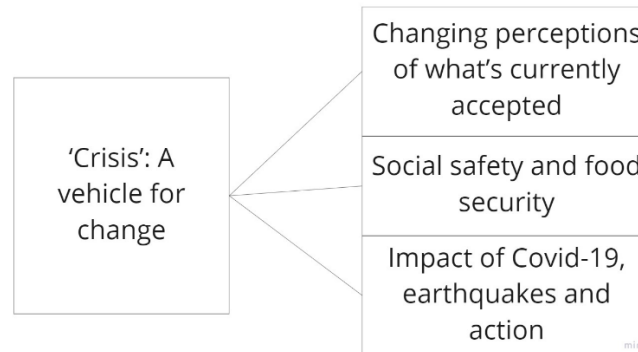 'Crisis': A
vehicle for
change
Changing perceptions
of what's currently
accepted
Social safety and food
security
Impact of Covid-19,
earthquakes and
action